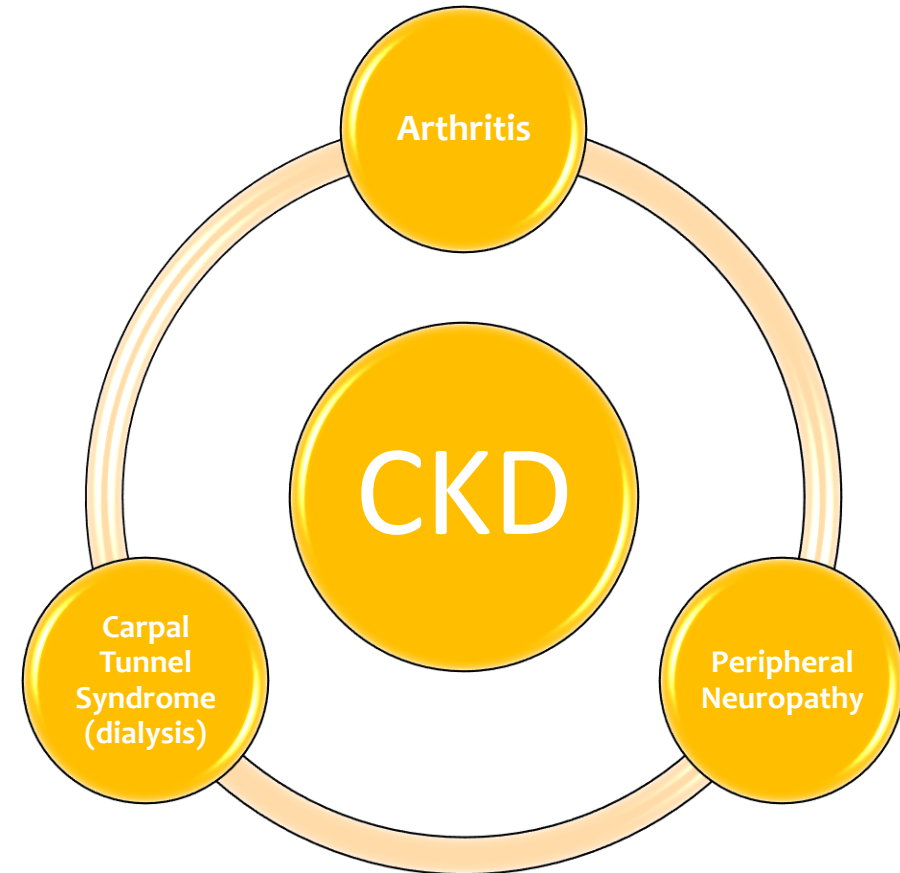 Arthritis
CKD
Carpal
Tunnel
Syndrome
(dialysis)
Peripheral
Neuropathy